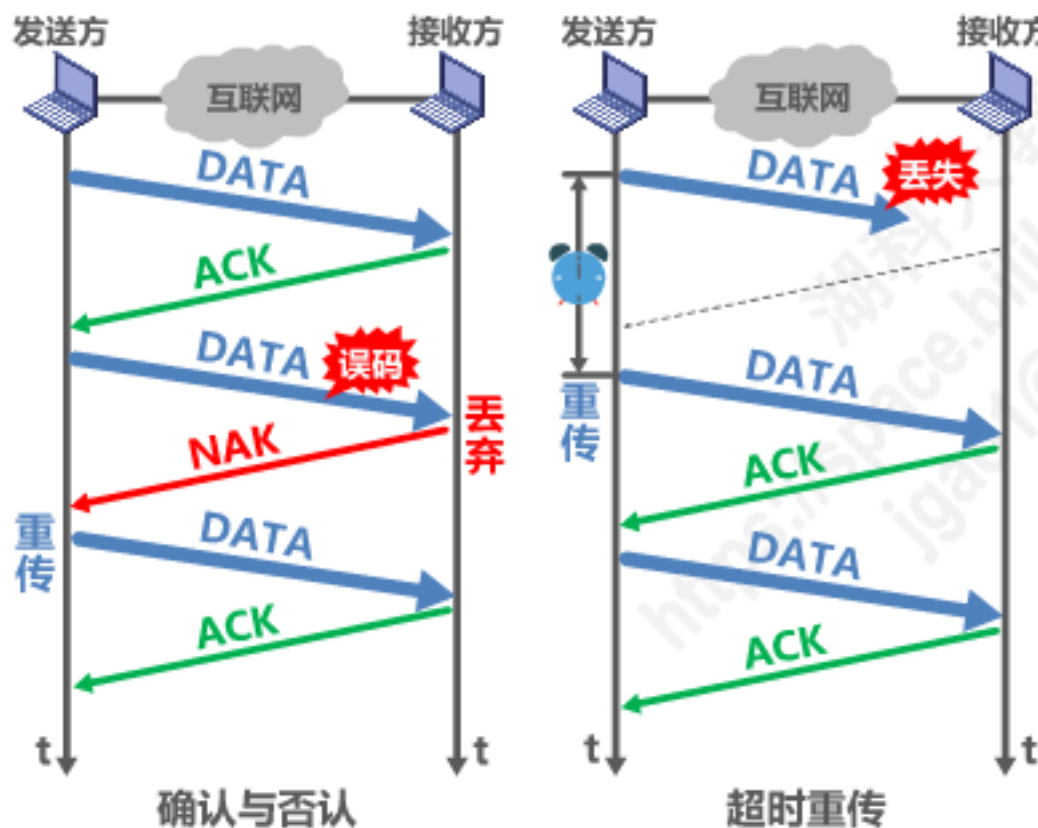 发送方
接收方
互联网
DATA
ACK
DATA
误码
丢弃
NAK
重传
DATA
ACK
t
t
确认与否认
发送方
接收方
互联网
DATA
丢失
重传
DATA
ACK
DATA
ACK
t
t
超时重传